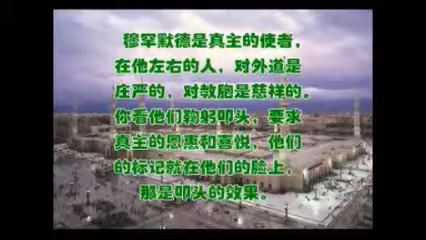 穆罕默德是真主的使者，
在他左右的人，对外道是
庄严的，对教胞是慈祥的。
你看他们鞠躬叩头，要求
真主的恩惠和喜悦，他们
的标记就在他们的脸上，
那是叩头的效果。